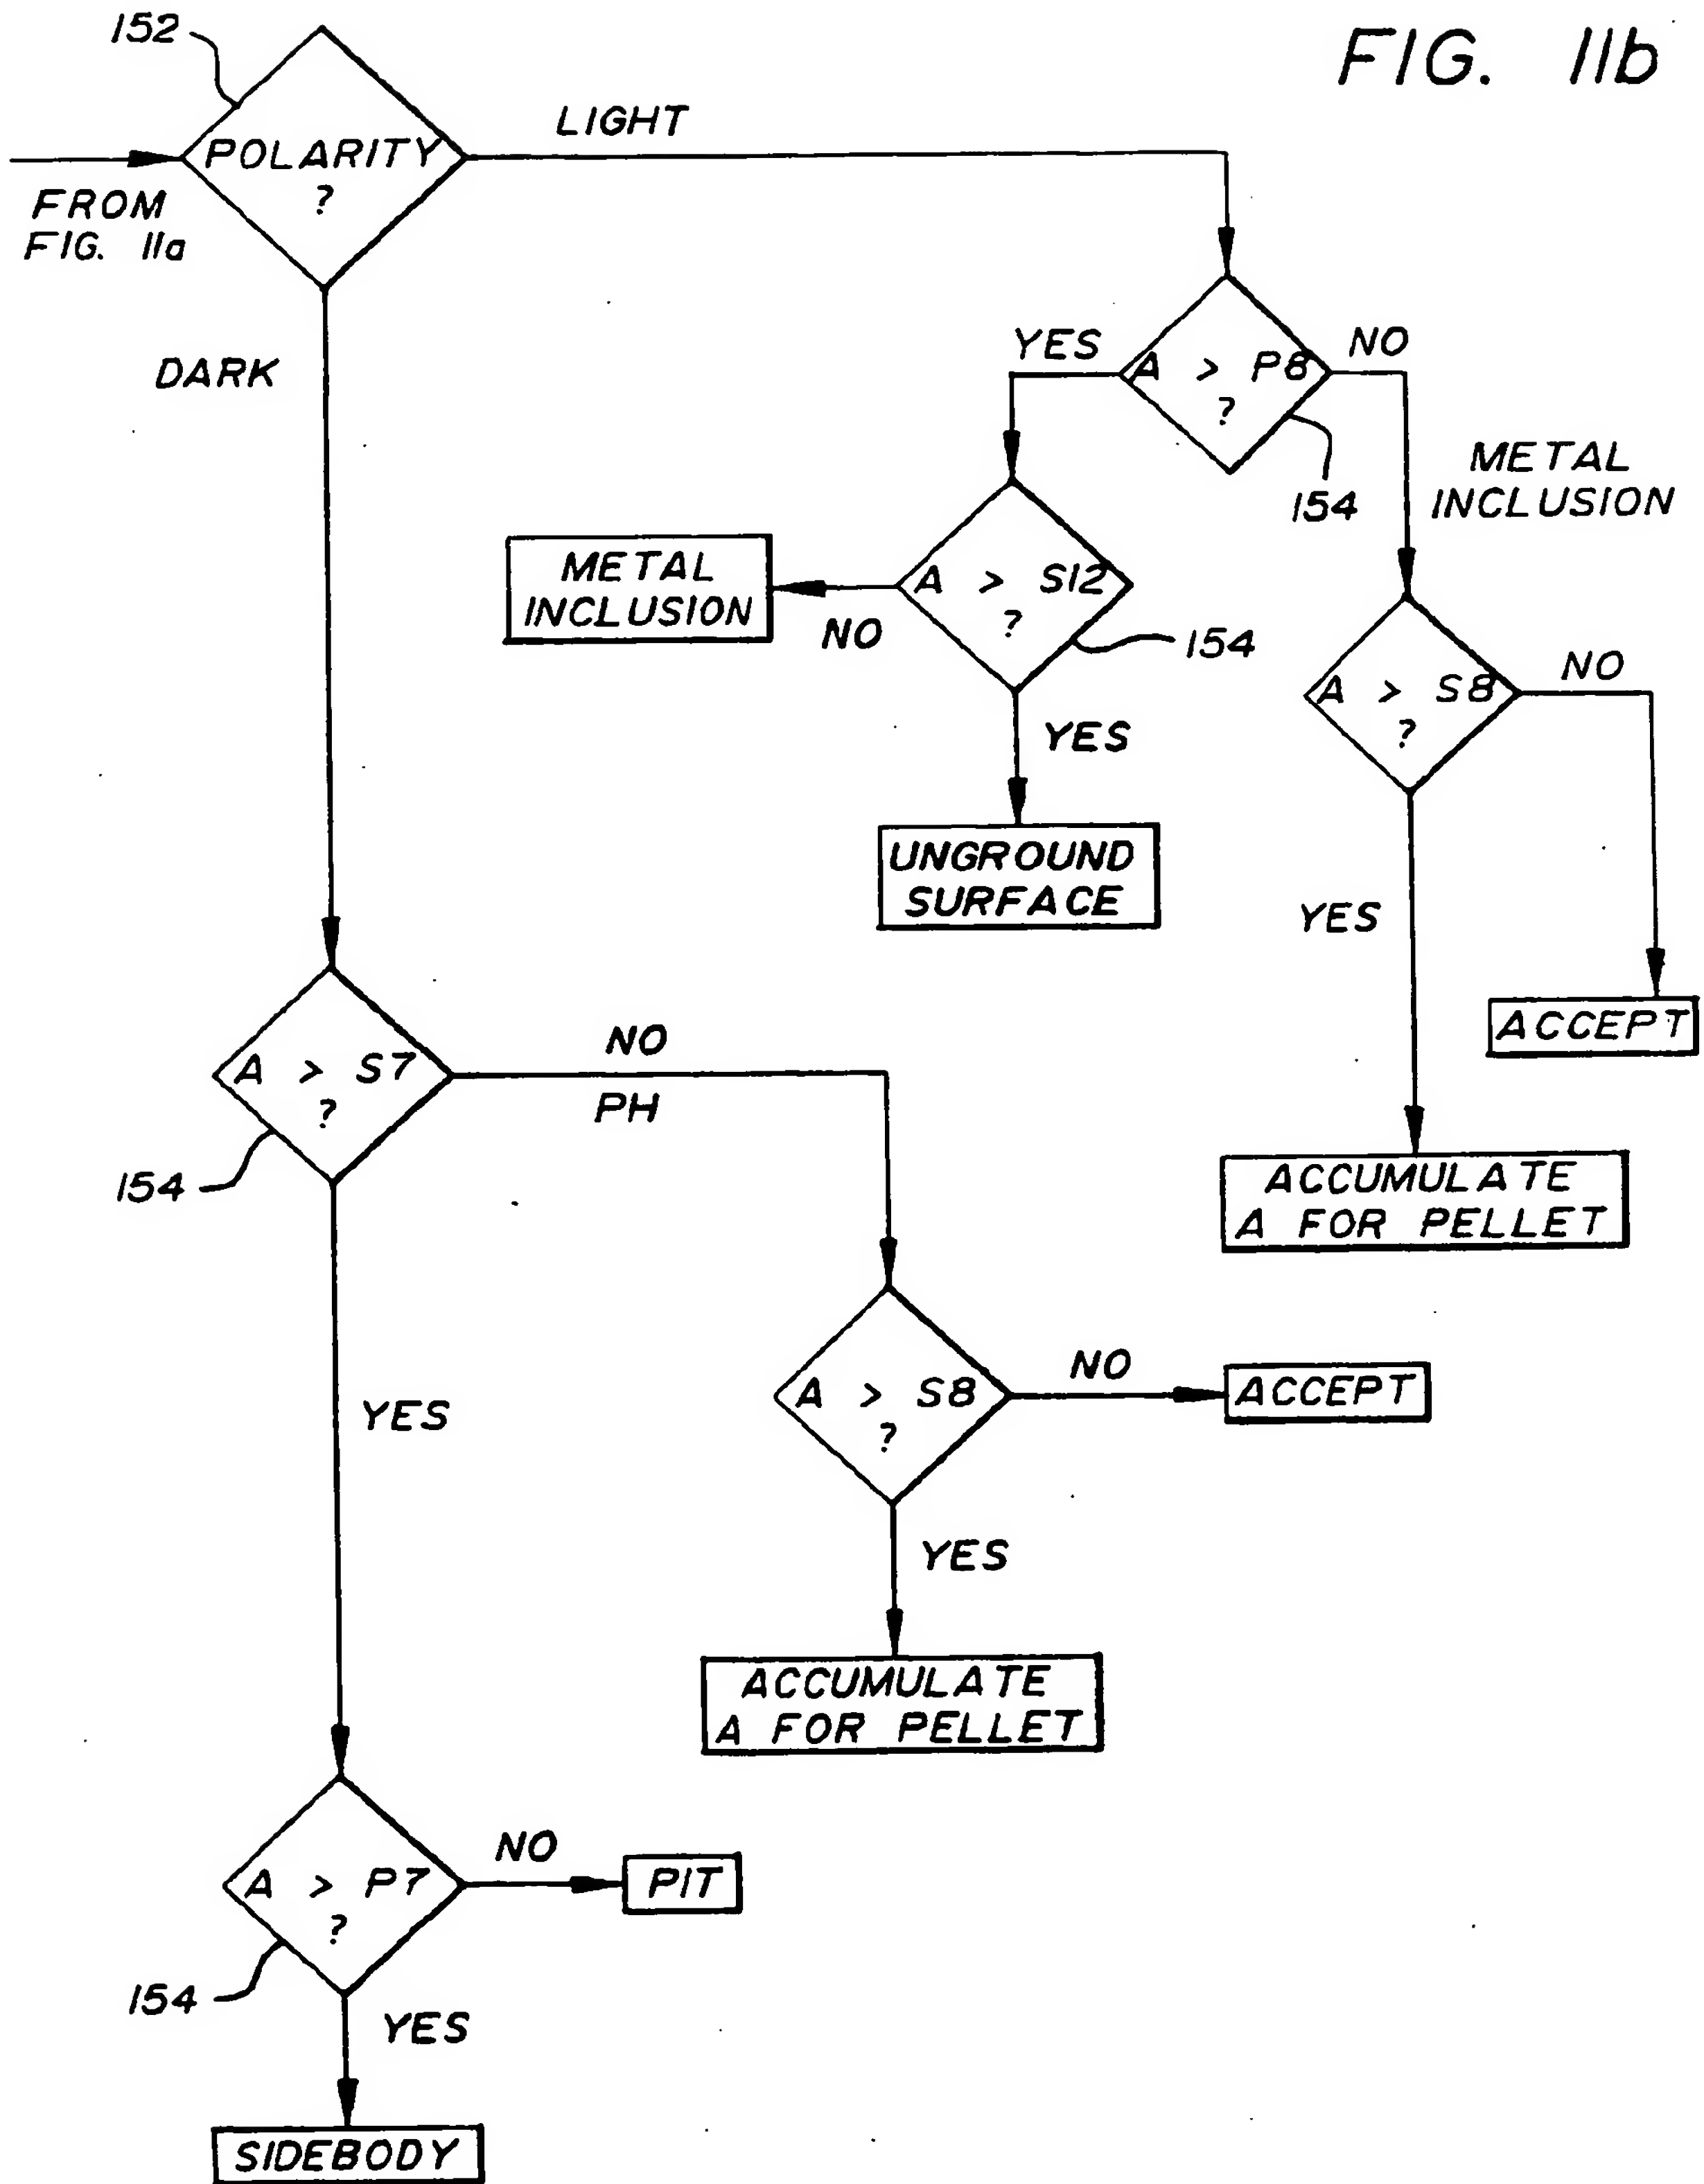 FIG. 11b
152
POLARITY
?
LIGHT
FROM
FIG. 11a
DARK
YES
A > P8
?
NO
154
METAL
INCLUSION
METAL
INCLUSION
NO
A > S12
?
154
YES
UNGROUND
SURFACE
A > S8
?
NO
YES
ACCEPT
ACCUMULATE
A FOR PELLET
A > S7
?
154
NO
PH
YES
A > S8
?
NO
ACCEPT
YES
ACCUMULATE
A FOR PELLET
A > P7
?
154
NO
PIT
YES
SIDEBODY